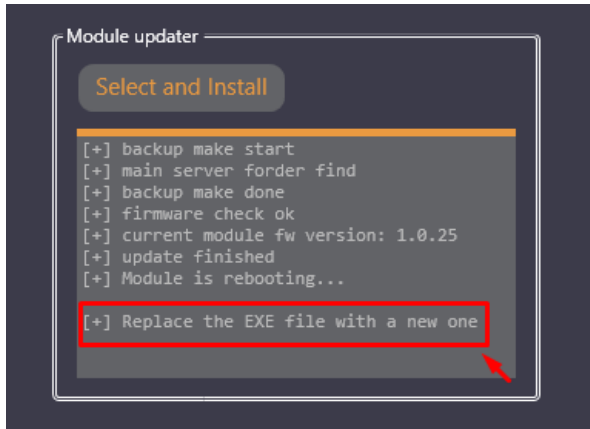 Module updater
Select and Install
[+] backup make start
[+] main server forder find
[+] backup make done
[+] firmware check ok
[+] current module fw version: 1.0.25
[+] update finished
[+] Module is rebooting...
[+] Replace the EXE file with a new one